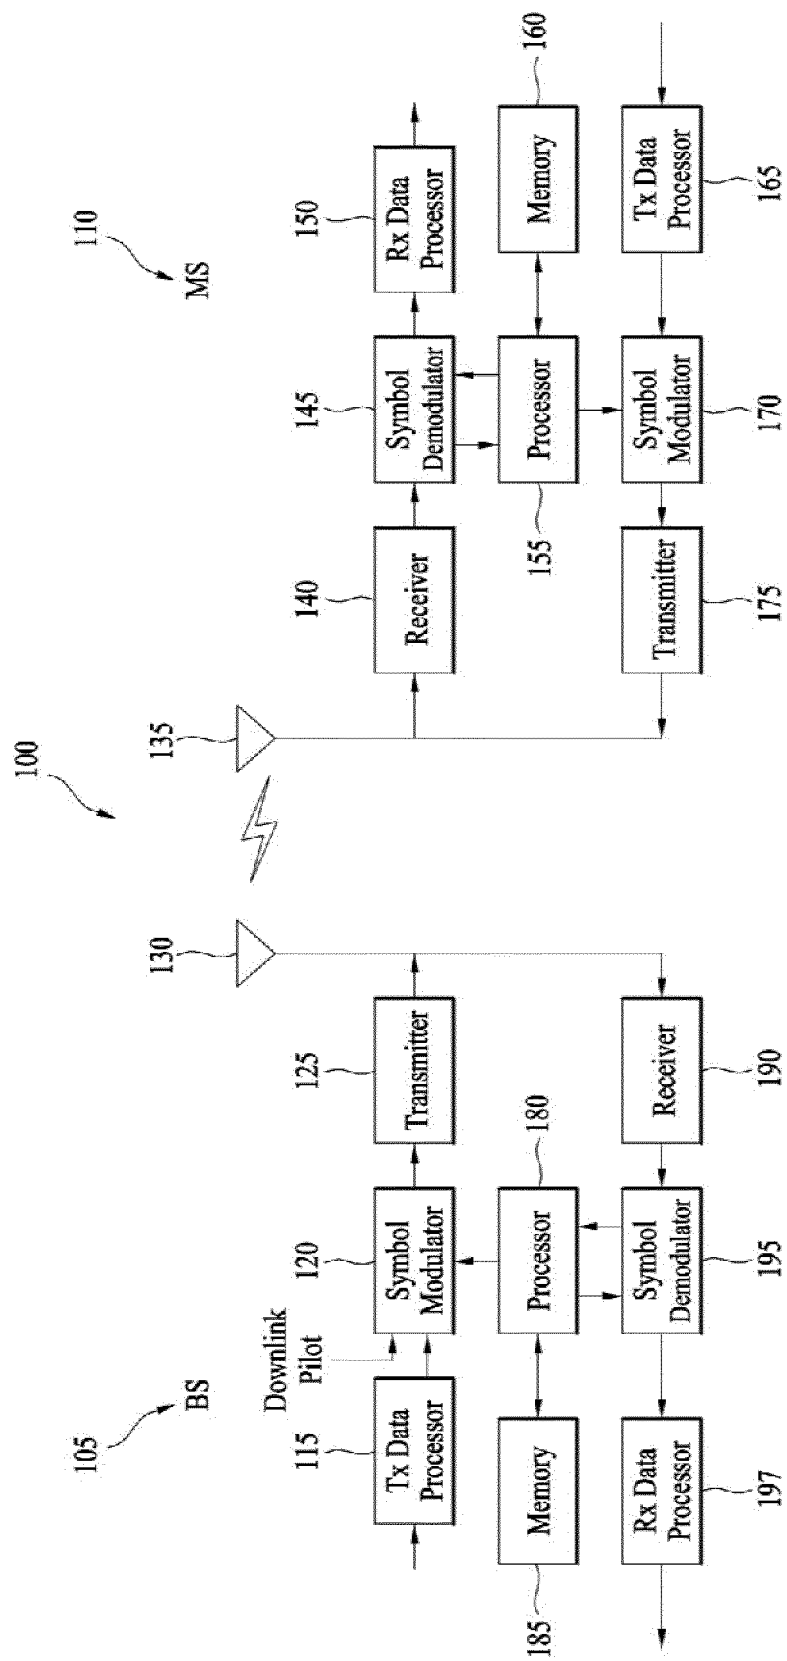 100
105
BS
110
MS
130
135
Downlink
Pilot
115
Tx Data
Processor
120
Symbol
Modulator
125
Transmitter
140
Receiver
145
Symbol
Demodulator
150
Rx Data
Processor
185
Memory
180
Processor
155
Processor
160
Memory
197
Rx Data
Processor
195
Symbol
Demodulator
190
Receiver
175
Transmitter
170
Symbol
Modulator
165
Tx Data
Processor